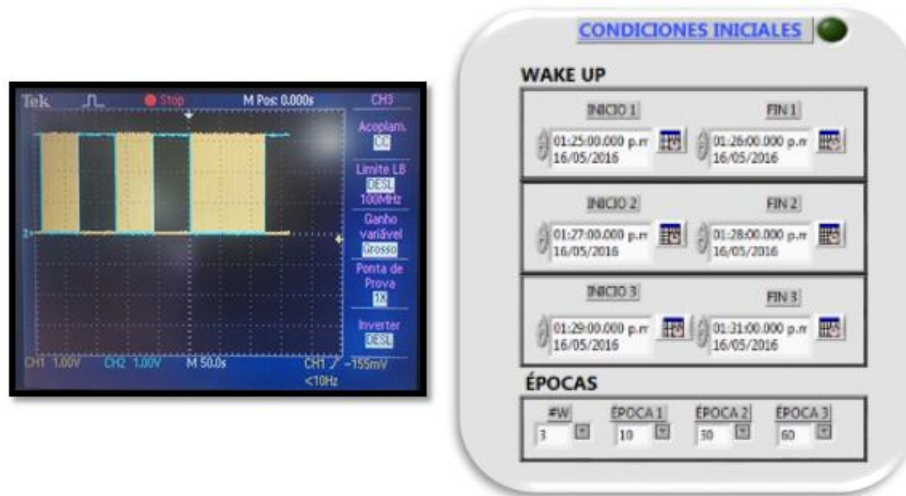 Tek Stop M Pos: 0.000s CH3
Acoplam.
CC
Limite LB
DESL
100MHz
Ganho
variável
Grosso
Ponta de
Prova
1X
Inverter
DESL
CH1 1.00V CH2 1.00V M 50.0s CH1 -155mV
<10Hz
CONDICIONES INICIALES
WAKE UP
INICIO 1 FIN 1
01:25:00.000 p.m 01:26:00.000 p.m
16/05/2016 16/05/2016
INICIO 2 FIN 2
01:27:00.000 p.m 01:28:00.000 p.m
16/05/2016 16/05/2016
INICIO 3 FIN 3
01:29:00.000 p.m 01:31:00.000 p.m
16/05/2016 16/05/2016
ÉPOCAS
#W ÉPOCA 1 ÉPOCA 2 ÉPOCA 3
3 10 30 60